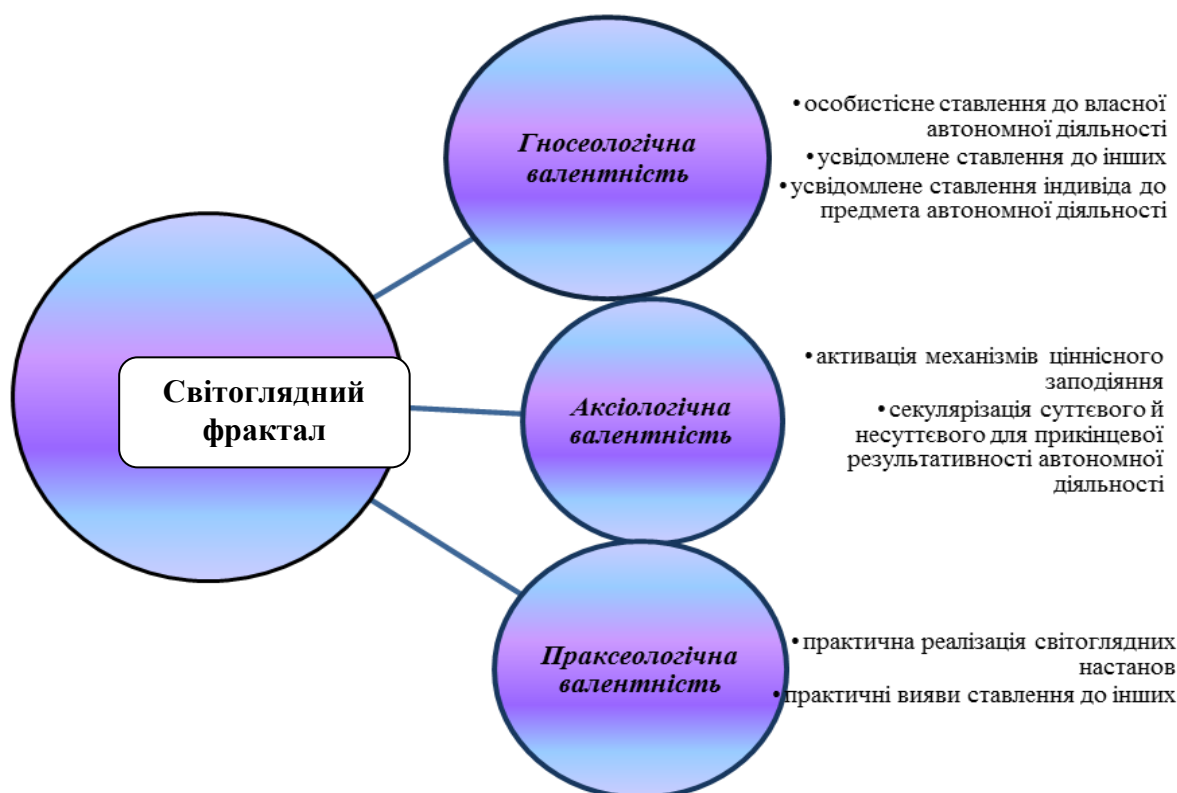 Гносеологічна
валентність
• особистісне ставлення до власної
автономної діяльності
• усвідомлене ставлення до інших
• усвідомлене ставлення індивіда до
предмета автономної діяльності
Світоглядний
фрактал
Аксіологічна
валентність
• активація механізмів ціннісного
заподіяння
• секуляризація суттєвого й
несуттєвого для прикінцевої
результативності автономної
діяльності
Праксеологічна
валентність
• практична реалізація світоглядних
настанов
• практичні вияви ставлення до інших